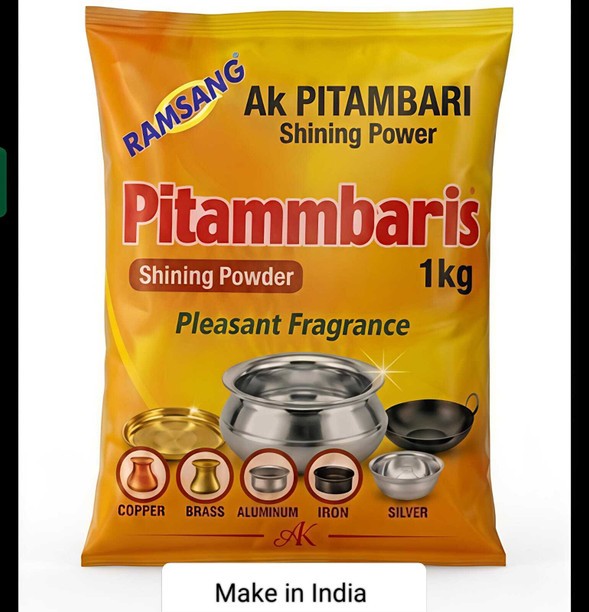 RAMSANG®
Ak PITAMBARI
Shining Power
Pitammbaris
Shining Powder
1kg
Pleasant Fragrance
COPPER BRASS ALUMINUM IRON SILVER
AK
Make in India